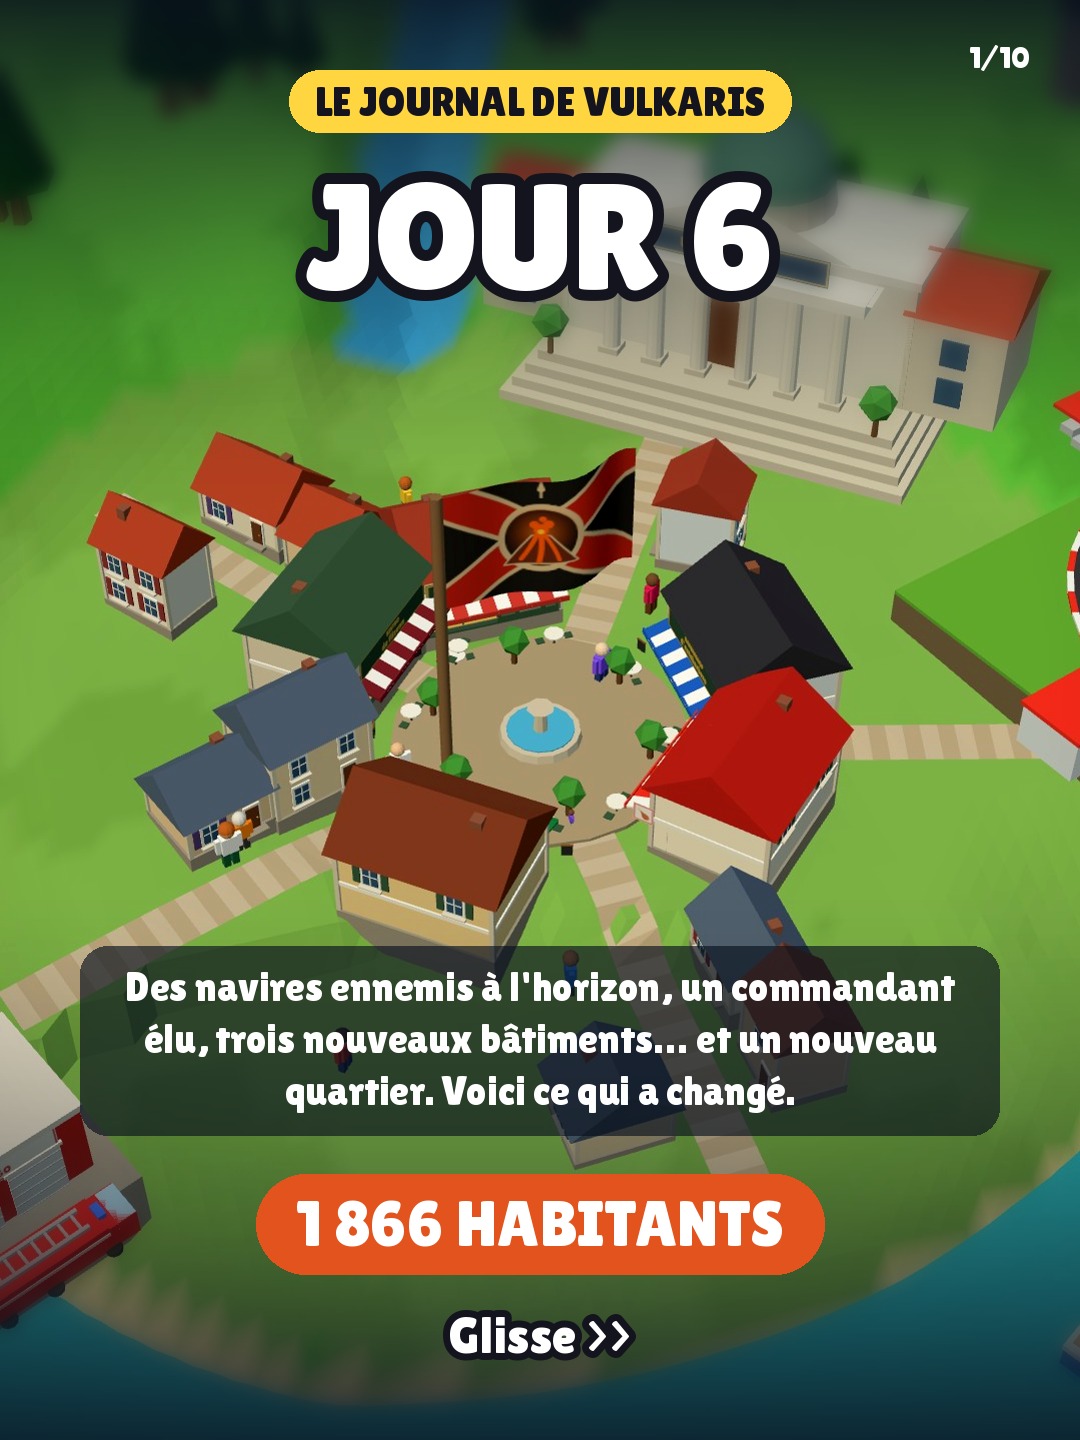 1/10
LE JOURNAL DE VULKARIS
JOUR 6
Des navires ennemis à l'horizon, un commandant
élu, trois nouveaux bâtiments... et un nouveau
quartier. Voici ce qui a changé.
1 866 HABITANTS
Glisse >>